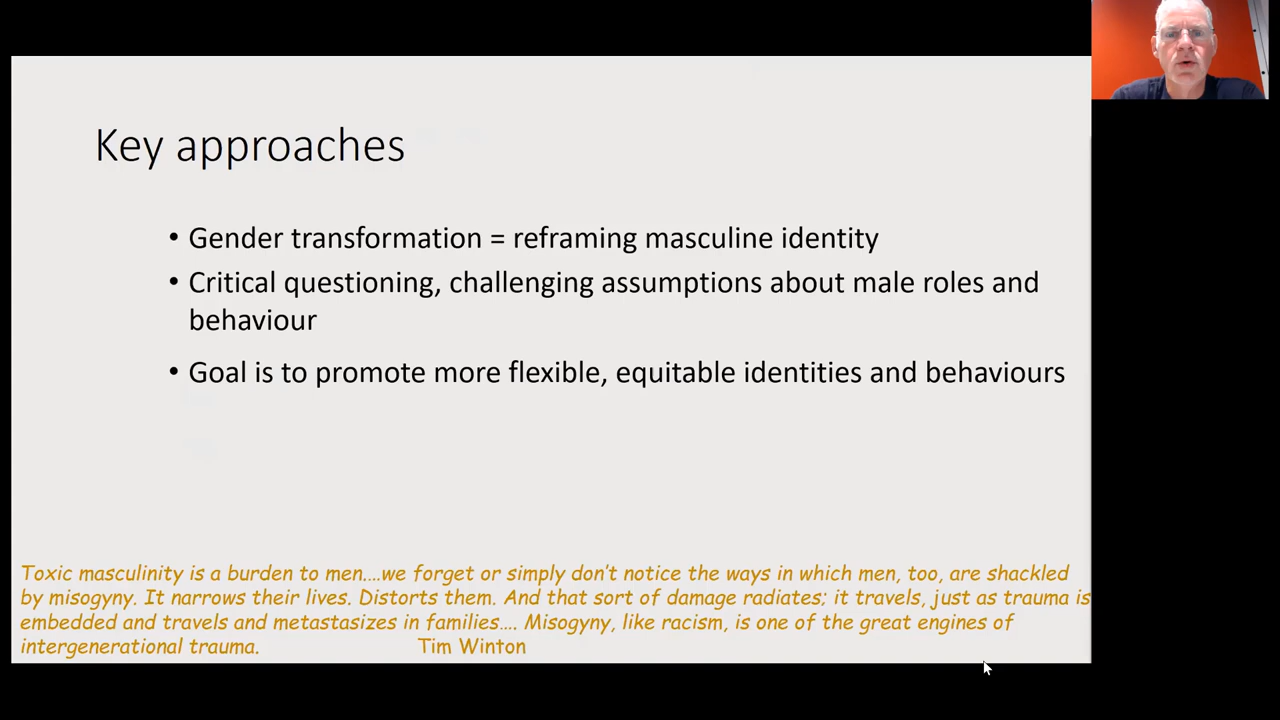 Key approaches
• Gender transformation = reframing masculine identity
• Critical questioning, challenging assumptions about male roles and
behaviour
• Goal is to promote more flexible, equitable identities and behaviours
Toxic masculinity is a burden to men....we forget or simply don't notice the ways in which men, too, are shackled
by misogyny. It narrows their lives. Distorts them. And that sort of damage radiates; it travels, just as trauma is
embedded and travels and metastasizes in families.... Misogyny, like racism, is one of the great engines of
intergenerational trauma. Tim Winton